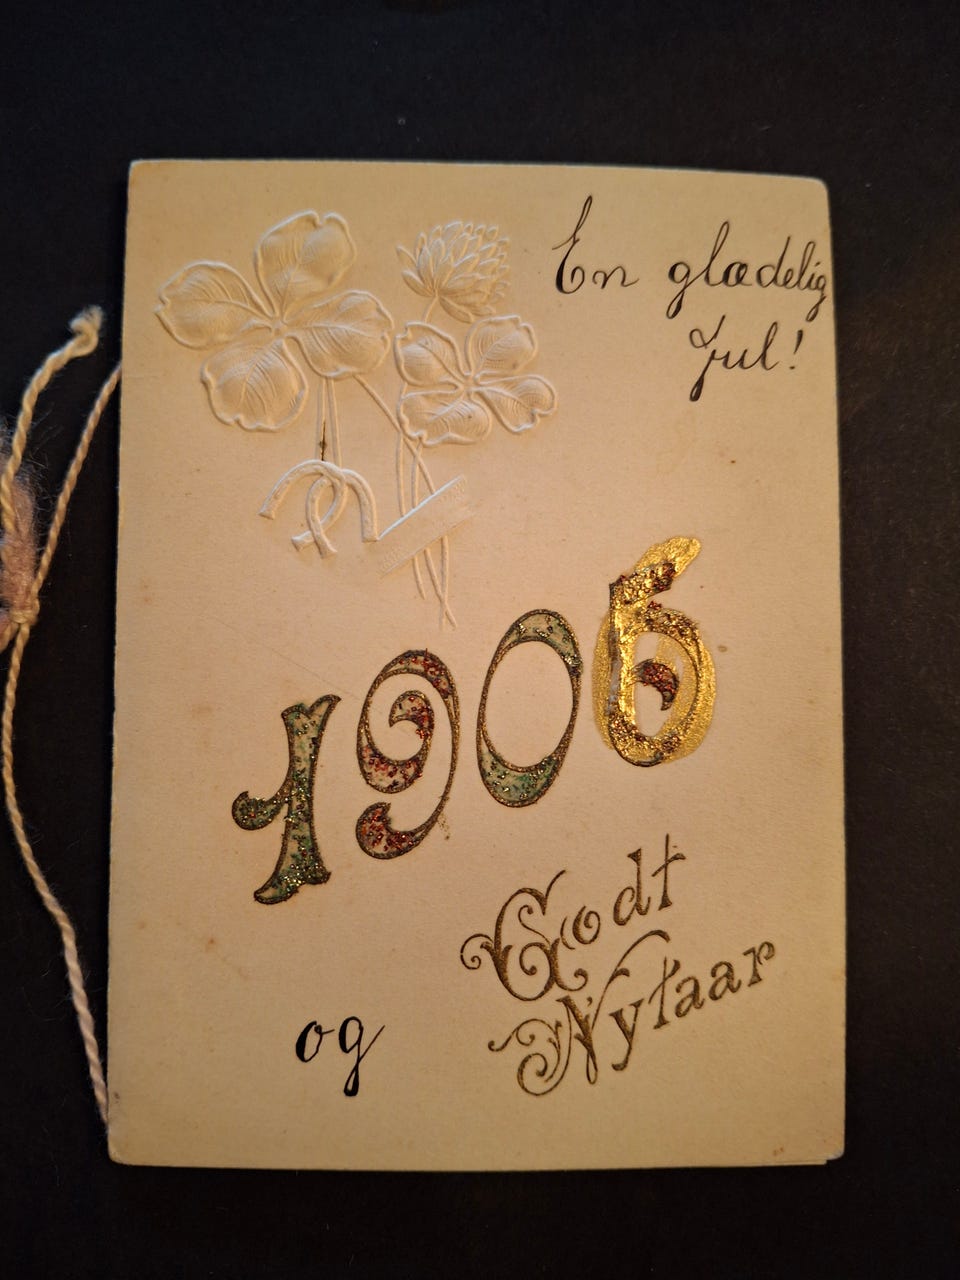 En glædelig
Jul!
1906
Godt
Nytaar
og